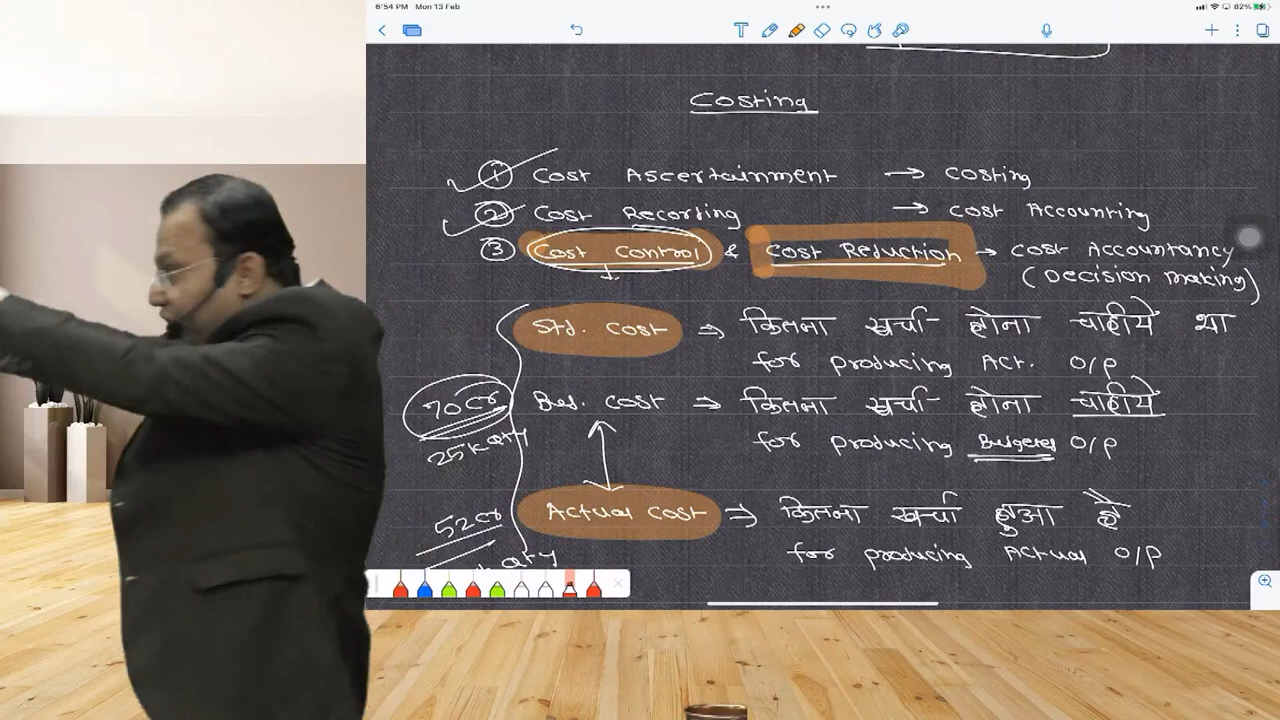 6:54 PM Mon 13 Feb
82%
Costing
① Cost Ascertainment → Costing
② Cost Recording → Cost Accounting
③ Cost Control & Cost Reduction → Cost Accountancy
(Decision making)
Std. Cost ⇒ कितना खर्चा होना चाहीये था
for producing Act. O/P
70Cr Bud. Cost ⇒ कितना खर्चा होना चाहीये
25K qty for producing Budgeted O/P
52Cr Actual Cost ⇒ कितना खर्चा हुआ है
qty for producing Actual O/P